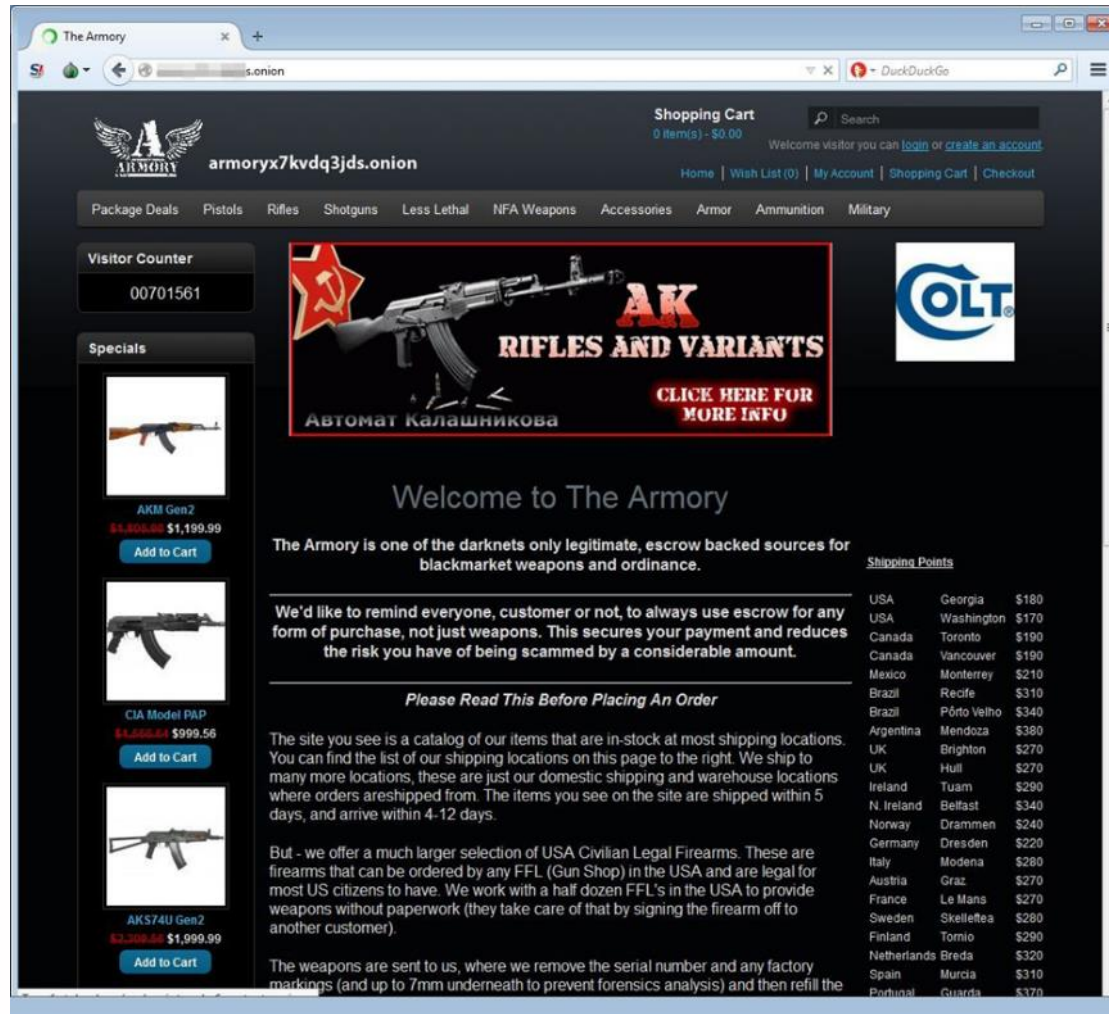 The Armory
s.onion
DuckDuckGo
ARMORY
armoryx7kvdq3jds.onion
Shopping Cart
0 item(s) - $0.00
Search
Welcome visitor you can login or create an account.
Home | Wish List (0) | My Account | Shopping Cart | Checkout
Package Deals Pistols Rifles Shotguns Less Lethal NFA Weapons Accessories Armor Ammunition Military
Visitor Counter
00701561
Specials
AKM Gen2
$1,199.99
Add to Cart
CIA Model PAP
$999.56
Add to Cart
AKS74U Gen2
$1,999.99
Add to Cart
AK
RIFLES AND VARIANTS
CLICK HERE FOR
MORE INFO
Автомат Калашникова
COLT
Welcome to The Armory
The Armory is one of the darknets only legitimate, escrow backed sources for
blackmarket weapons and ordinance.
We'd like to remind everyone, customer or not, to always use escrow for any
form of purchase, not just weapons. This secures your payment and reduces
the risk you have of being scammed by a considerable amount.
Please Read This Before Placing An Order
The site you see is a catalog of our items that are in-stock at most shipping locations.
You can find the list of our shipping locations on this page to the right. We ship to
many more locations, these are just our domestic shipping and warehouse locations
where orders areshipped from. The items you see on the site are shipped within 5
days, and arrive within 4-12 days.
But - we offer a much larger selection of USA Civilian Legal Firearms. These are
firearms that can be ordered by any FFL (Gun Shop) in the USA and are legal for
most US citizens to have. We work with a half dozen FFL's in the USA to provide
weapons without paperwork (they take care of that by signing the firearm off to
another customer).
The weapons are sent to us, where we remove the serial number and any factory
markings (and up to 7mm underneath to prevent forensics analysis) and then refill the
Shipping Points
USA Georgia $180
USA Washington $170
Canada Toronto $190
Canada Vancouver $190
Mexico Monterrey $210
Brazil Recife $310
Brazil Pôrto Velho $340
Argentina Mendoza $380
UK Brighton $270
UK Hull $270
Ireland Tuam $290
N. Ireland Belfast $340
Norway Drammen $240
Germany Dresden $220
Italy Modena $280
Austria Graz $270
France Le Mans $270
Sweden Skelleftea $280
Finland Tornio $290
Netherlands Breda $320
Spain Murcia $310
Portugal Guarda $370